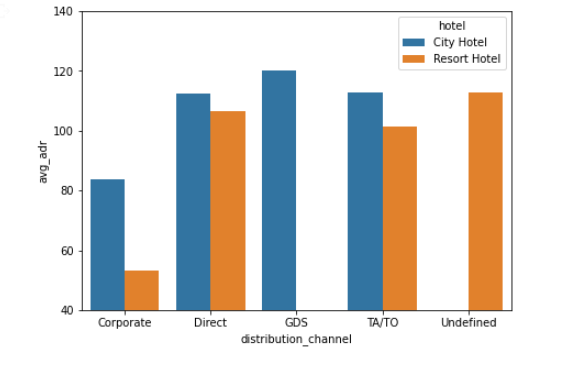 140
120
100
80
60
40
avg_adr
hotel
City Hotel
Resort Hotel
Corporate Direct GDS TA/TO Undefined
distribution_channel